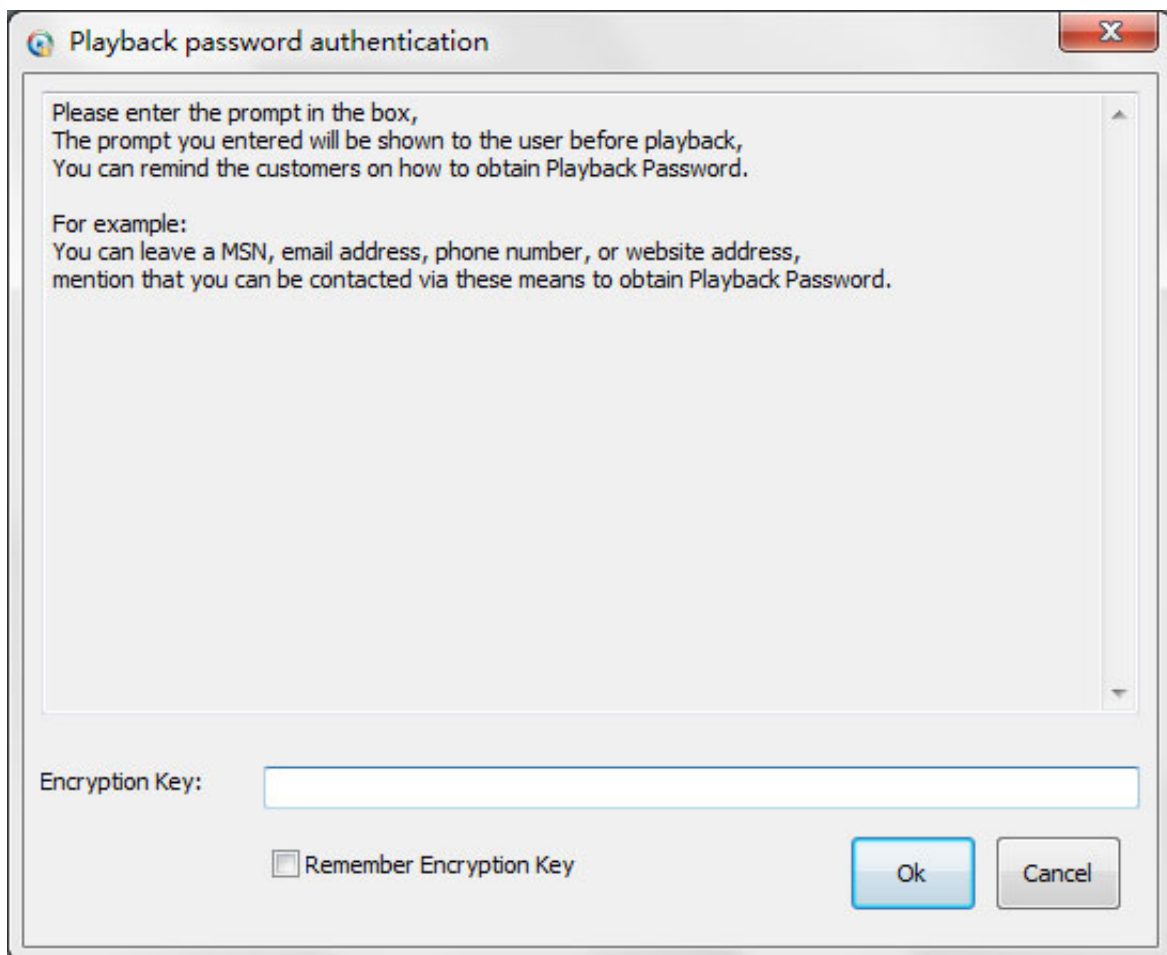 Playback password authentication
Please enter the prompt in the box,
The prompt you entered will be shown to the user before playback,
You can remind the customers on how to obtain Playback Password.
For example:
You can leave a MSN, email address, phone number, or website address,
mention that you can be contacted via these means to obtain Playback Password.
Encryption Key:
Remember Encryption Key
Ok
Cancel